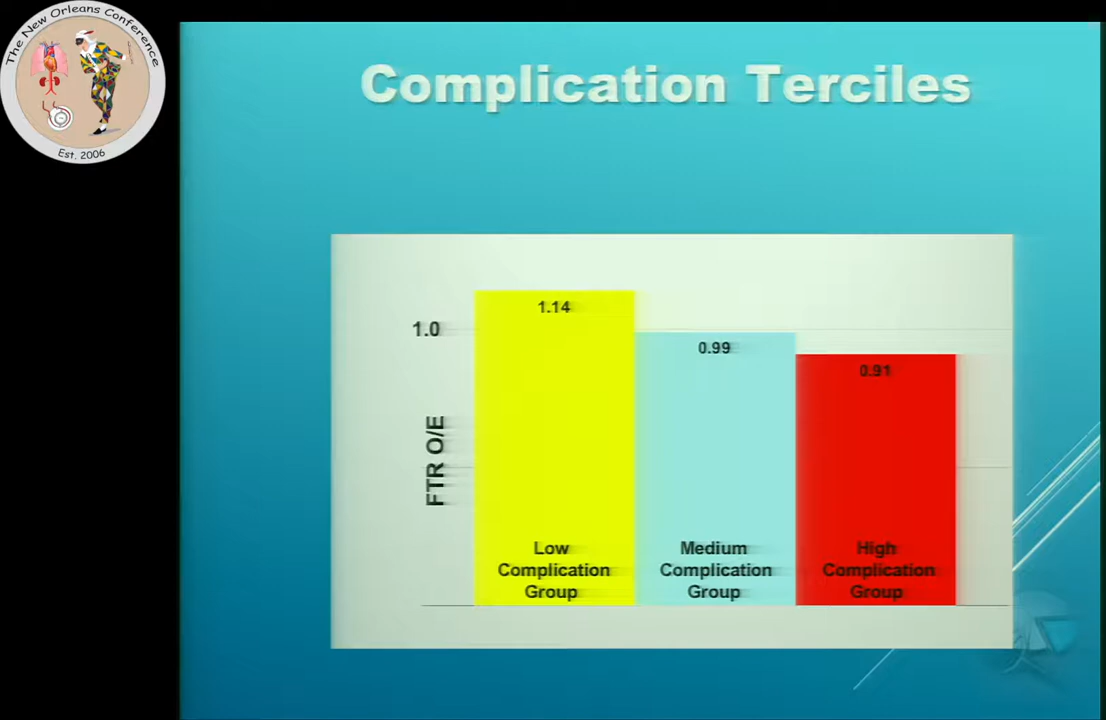 The New Orleans Conference
Est. 2006
Complication Terciles
1.14
1.0
0.99
0.91
FTR O/E
Low
Complication
Group
Medium
Complication
Group
High
Complication
Group